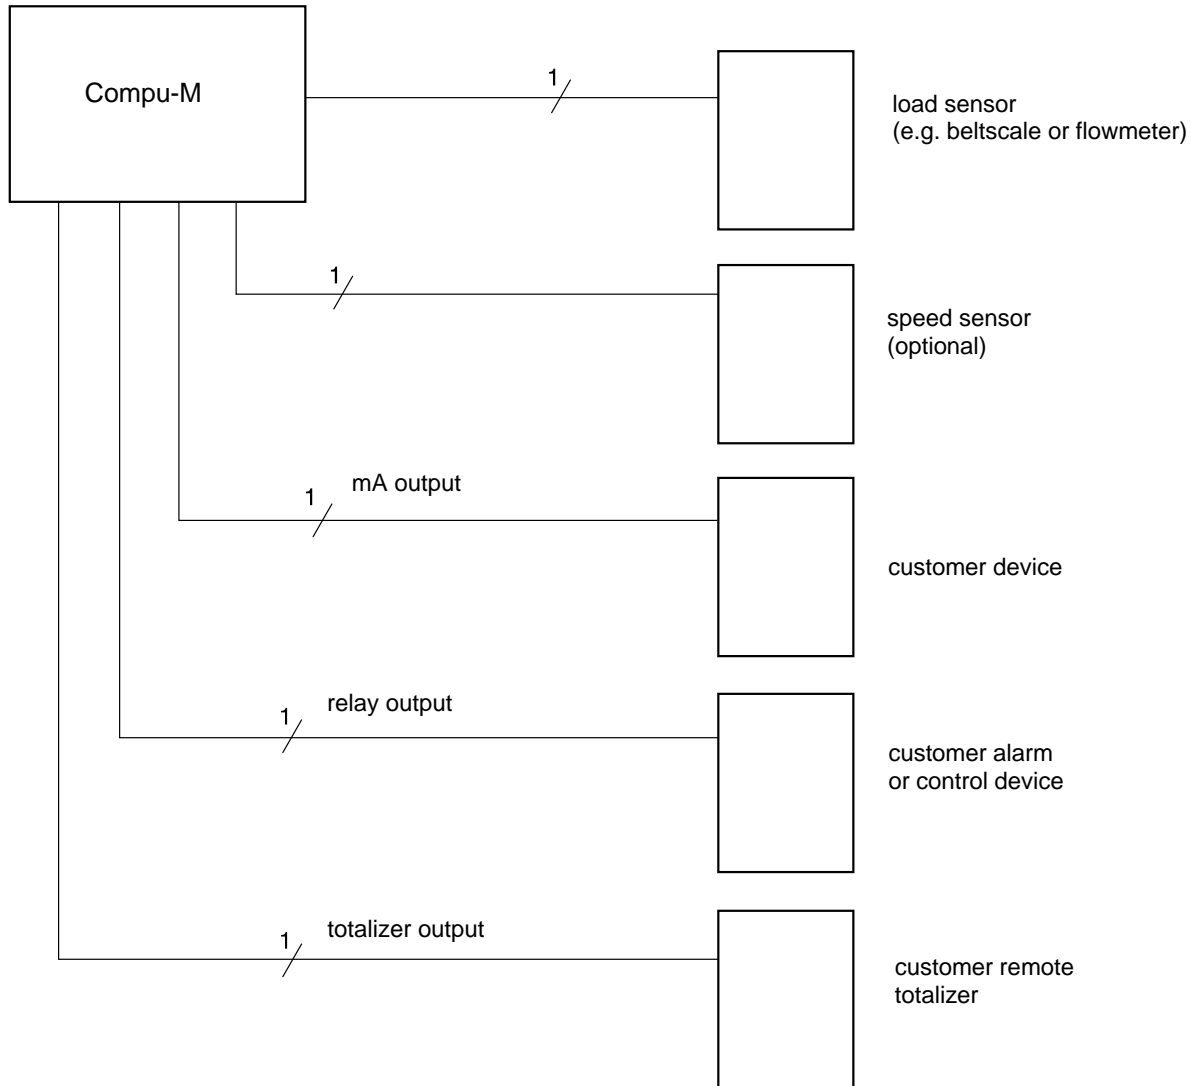 Compu-M
1
load sensor
(e.g. beltscale or flowmeter)
1
speed sensor
(optional)
1
mA output
customer device
1
relay output
customer alarm
or control device
1
totalizer output
customer remote
totalizer